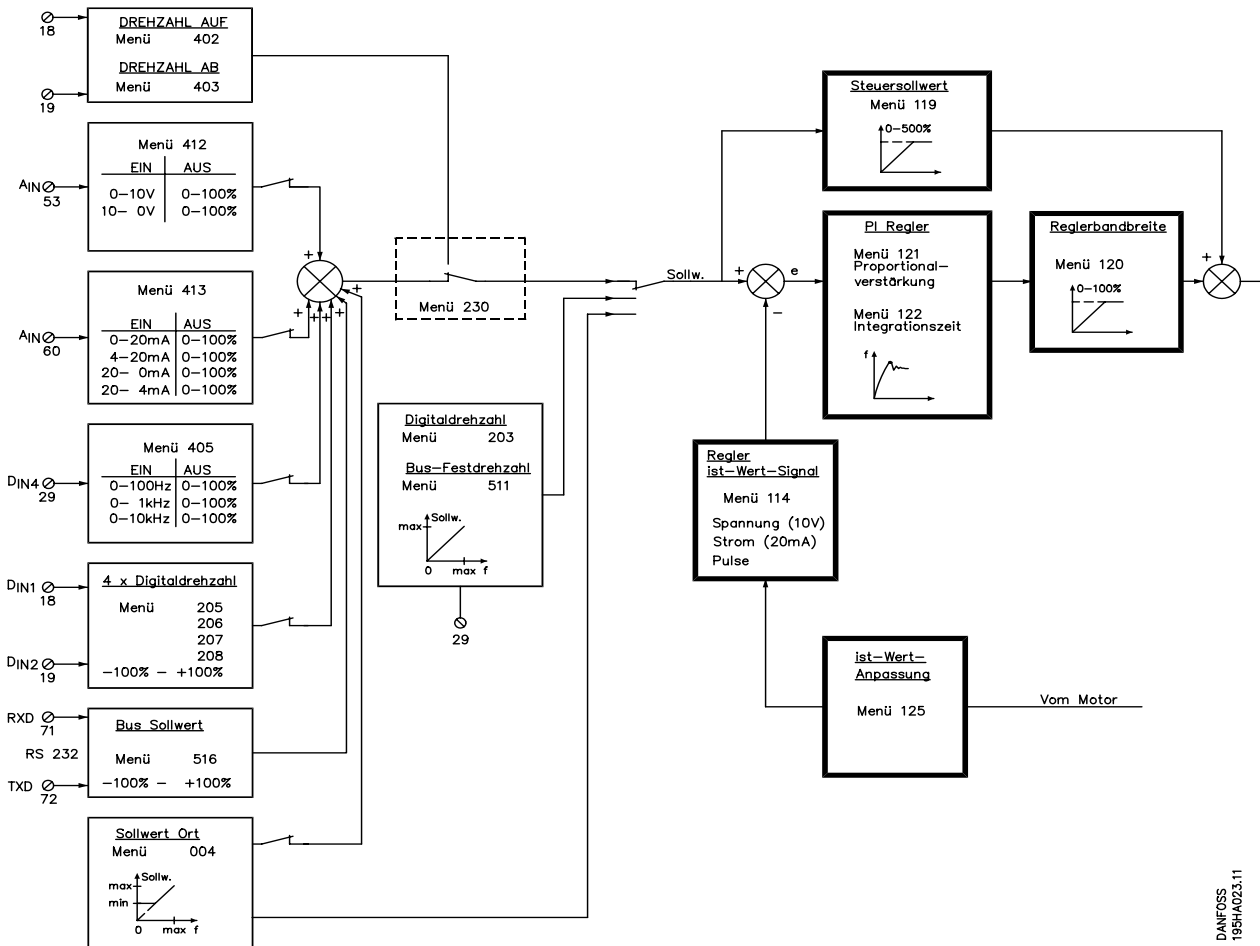 18
DREHZAHL AUF
Menü 402
DREHZAHL AB
Menü 403
19
Menü 412
EIN AUS
0-10V 0-100%
10- 0V 0-100%
AIN
53
+
Menü 413
EIN AUS
0-20mA 0-100%
4-20mA 0-100%
20- 0mA 0-100%
20- 4mA 0-100%
AIN
60
+ + + + +
Menü 405
EIN AUS
0-100Hz 0-100%
0- 1kHz 0-100%
0-10kHz 0-100%
DIN4
29
4 x Digitaldrehzahl
Menü 205
206
207
208
-100% - +100%
DIN1
18
DIN2
19
Bus Sollwert
Menü 516
-100% - +100%
RXD
71
RS 232
TXD
72
Sollwert Ort
Menü 004
Sollw.
max
min
0 max f
Menü 230
Digitaldrehzahl
Menü 203
Bus-Festdrehzahl
Menü 511
Sollw.
max
0 max f
29
Sollw.
+
-
e
Steuersollwert
Menü 119
0-500%
PI Regler
Menü 121
Proportional-
verstärkung
Menü 122
Integrationszeit
f
Reglerbandbreite
Menü 120
0-100%
+
+
Regler
ist-Wert-Signal
Menü 114
Spannung (10V)
Strom (20mA)
Pulse
ist-Wert-
Anpassung
Menü 125
Vom Motor
DANFOSS
195HA023.11